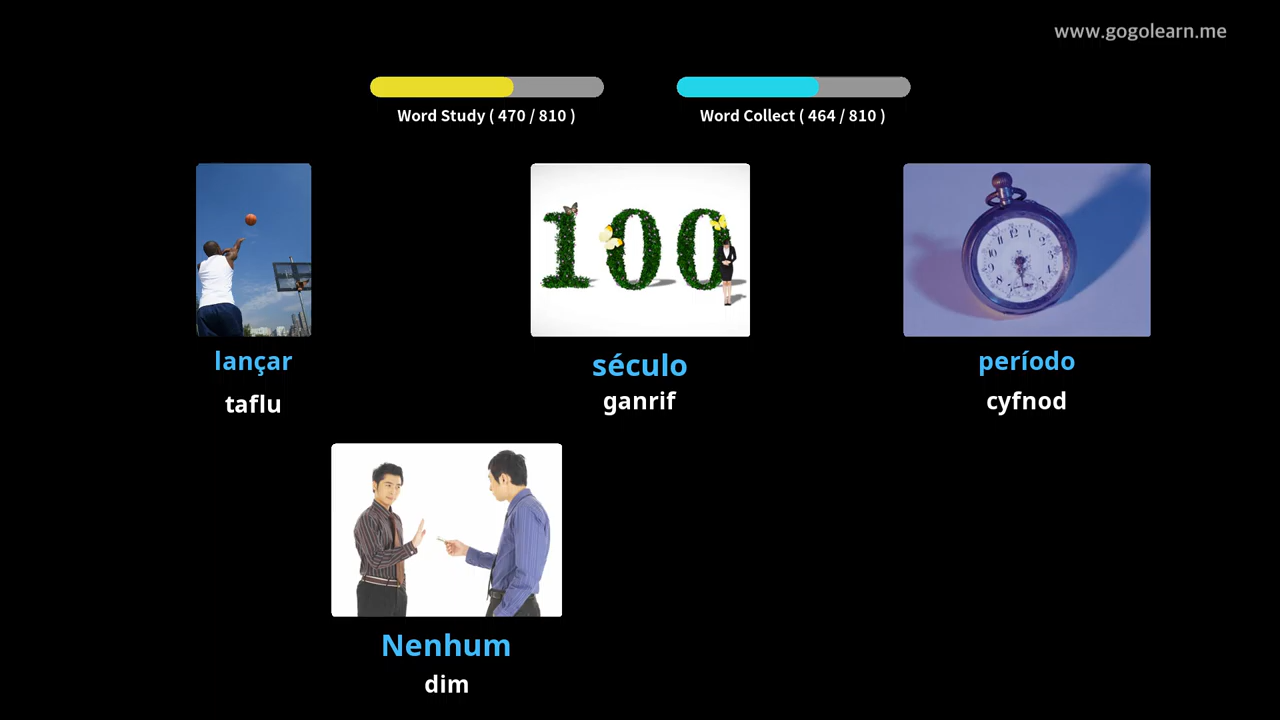 www.gogolearn.me
Word Study ( 470 / 810 )
Word Collect ( 464 / 810 )
lançar
taflu
século
ganrif
período
cyfnod
Nenhum
dim